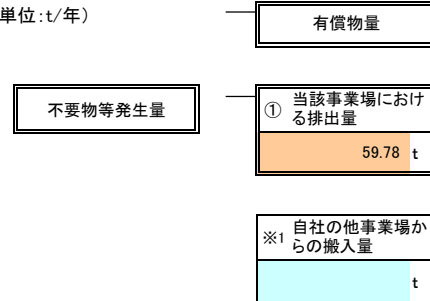 単位:t/年）
有償物量
不要物等発生量
① 当該事業場におけ
る排出量
59.78 t
※1 自社の他事業場か
らの搬入量
t